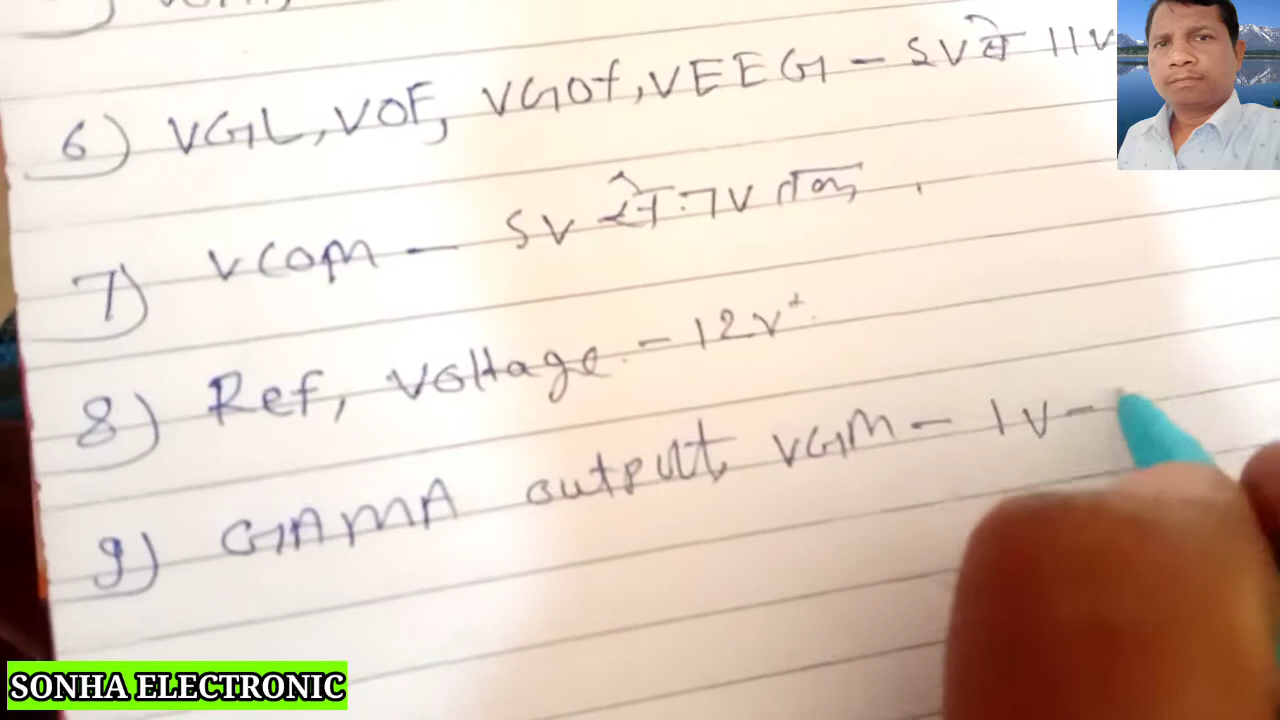 6) VGL, VOF, VGOf, VEEG - 5V से 11V
7) VCOM - 5V से 7V तक
8) Ref, Voltage - 12V
9) GAMMA output VGM - 1V -
SONHA ELECTRONIC